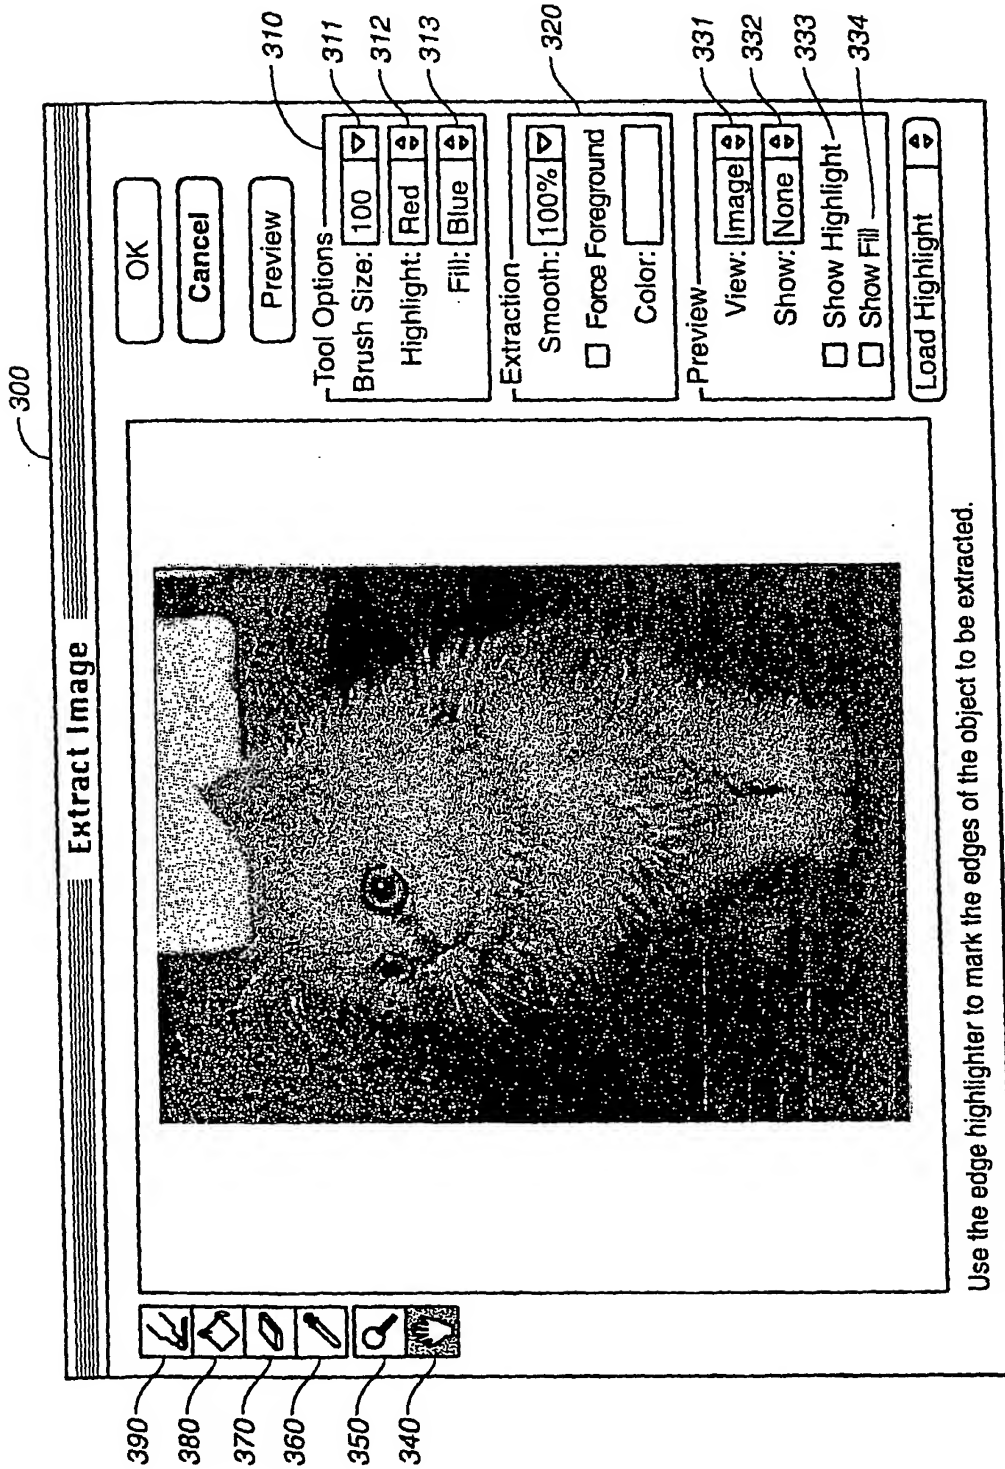 300
Extract Image
OK
Cancel
Preview
Tool Options
Brush Size: 100
Highlight: Red
Fill: Blue
Extraction
Smooth: 100%
Force Foreground
Color:
Preview
View: Image
Show: None
Show Highlight
Show Fill
Load Highlight
310
311
312
313
320
331
332
333
334
390
380
370
360
350
340
Use the edge highlighter to mark the edges of the object to be extracted.